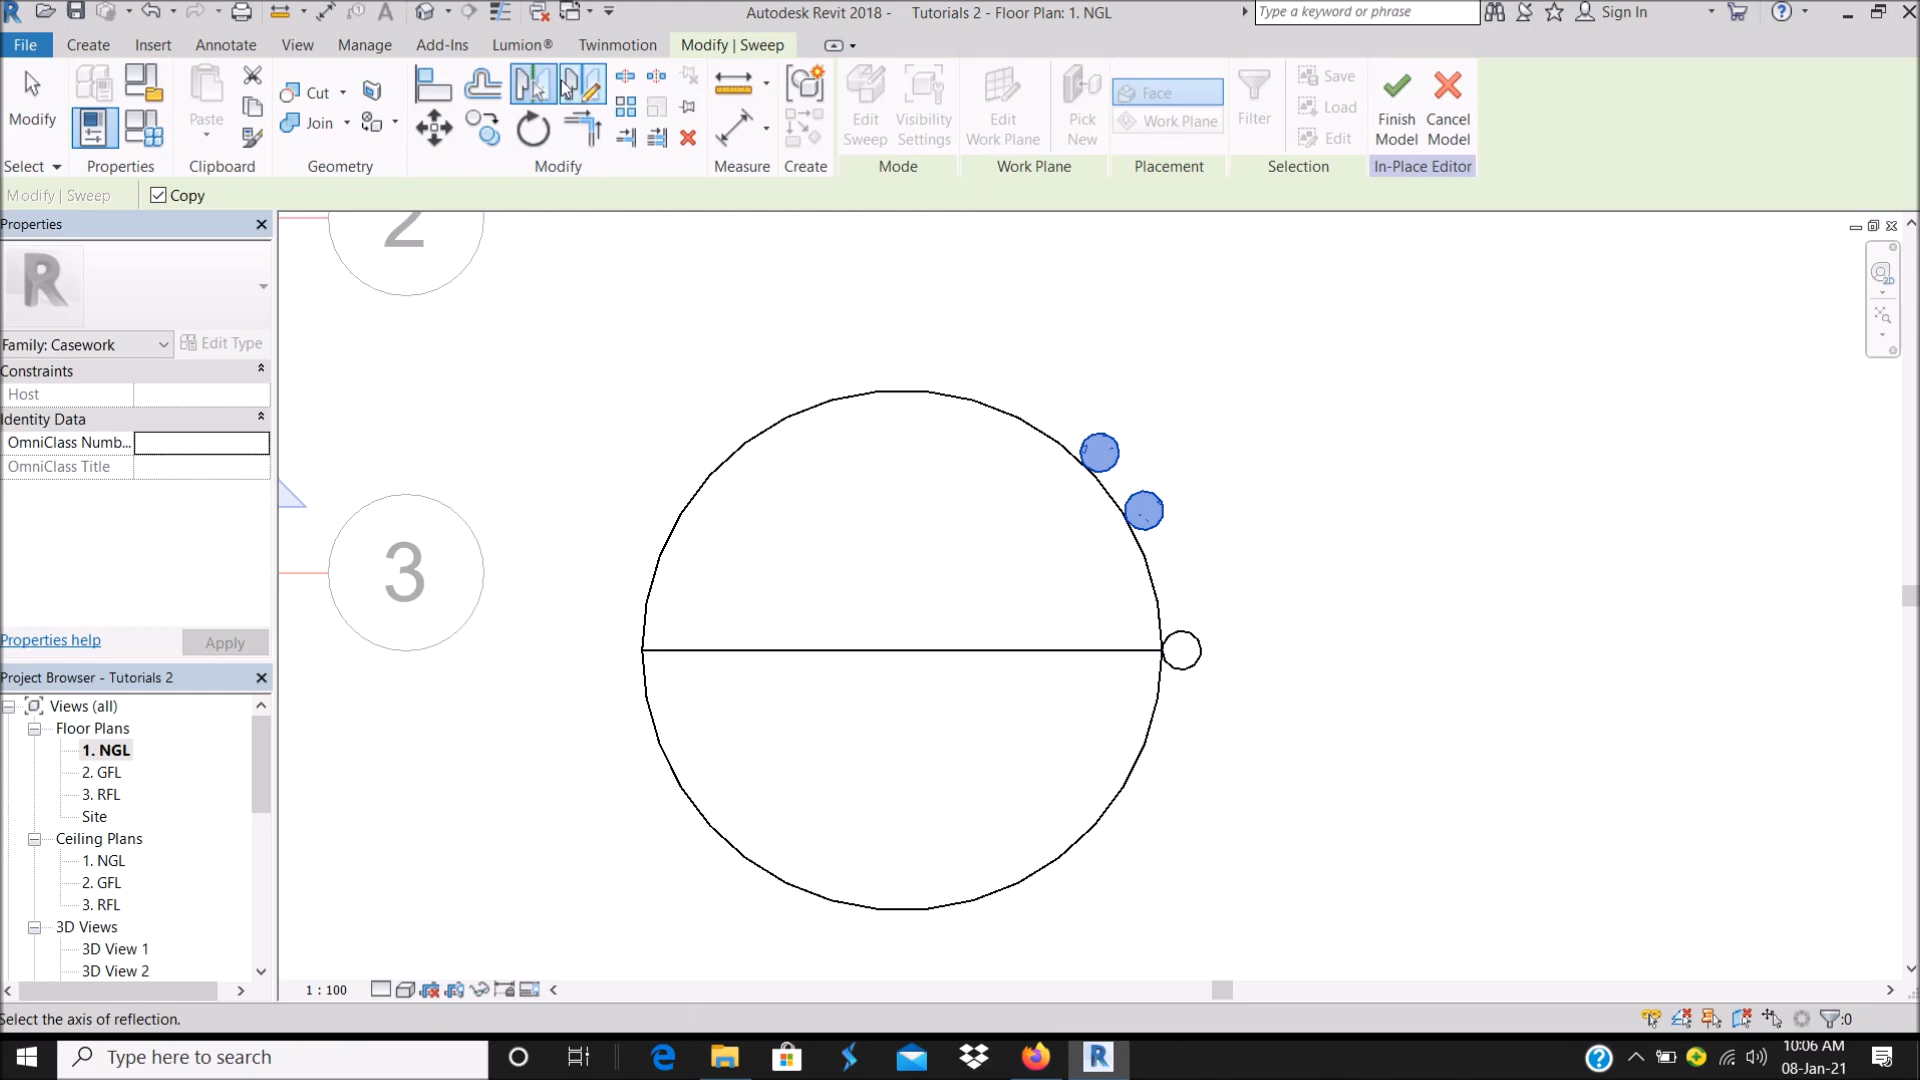 Autodesk Revit 2018 - Tutorials 2 - Floor Plan: 1. NGL
Type a keyword or phrase
Sign In
File Create Insert Annotate View Manage Add-Ins Lumion® Twinmotion Modify | Sweep
Modify
Paste
Cut
Join
Edit Sweep
Visibility Settings
Edit Work Plane
Pick New
Face
Work Plane
Filter
Save
Load
Edit
Finish Model
Cancel Model
Select Properties Clipboard Geometry Modify Measure Create Mode Work Plane Placement Selection In-Place Editor
Modify | Sweep Copy
Properties
R
Family: Casework Edit Type
Constraints
Host
Identity Data
OmniClass Numb...
OmniClass Title
Properties help Apply
Project Browser - Tutorials 2
Views (all)
Floor Plans
1. NGL
2. GFL
3. RFL
Site
Ceiling Plans
1. NGL
2. GFL
3. RFL
3D Views
3D View 1
3D View 2
2
3
2D
1 : 100
Select the axis of reflection.
:0
Type here to search
10:06 AM
08-Jan-21